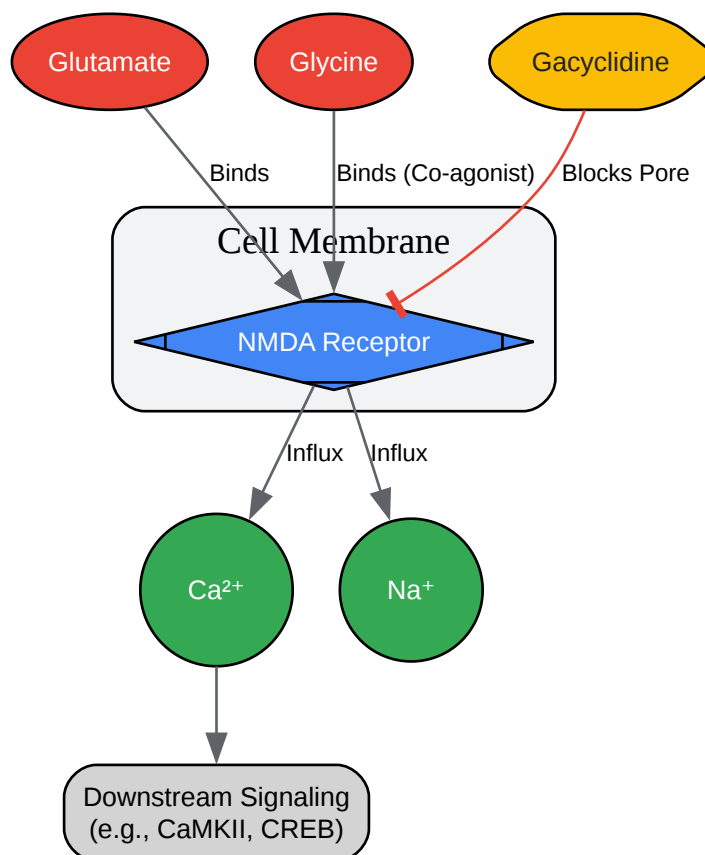 Glutamate
Glycine
Gacyclidine
Binds
Binds (Co-agonist)
Blocks Pore
Cell Membrane
NMDA Receptor
Influx
Influx
Ca²⁺
Na⁺
Downstream Signaling
(e.g., CaMKII, CREB)